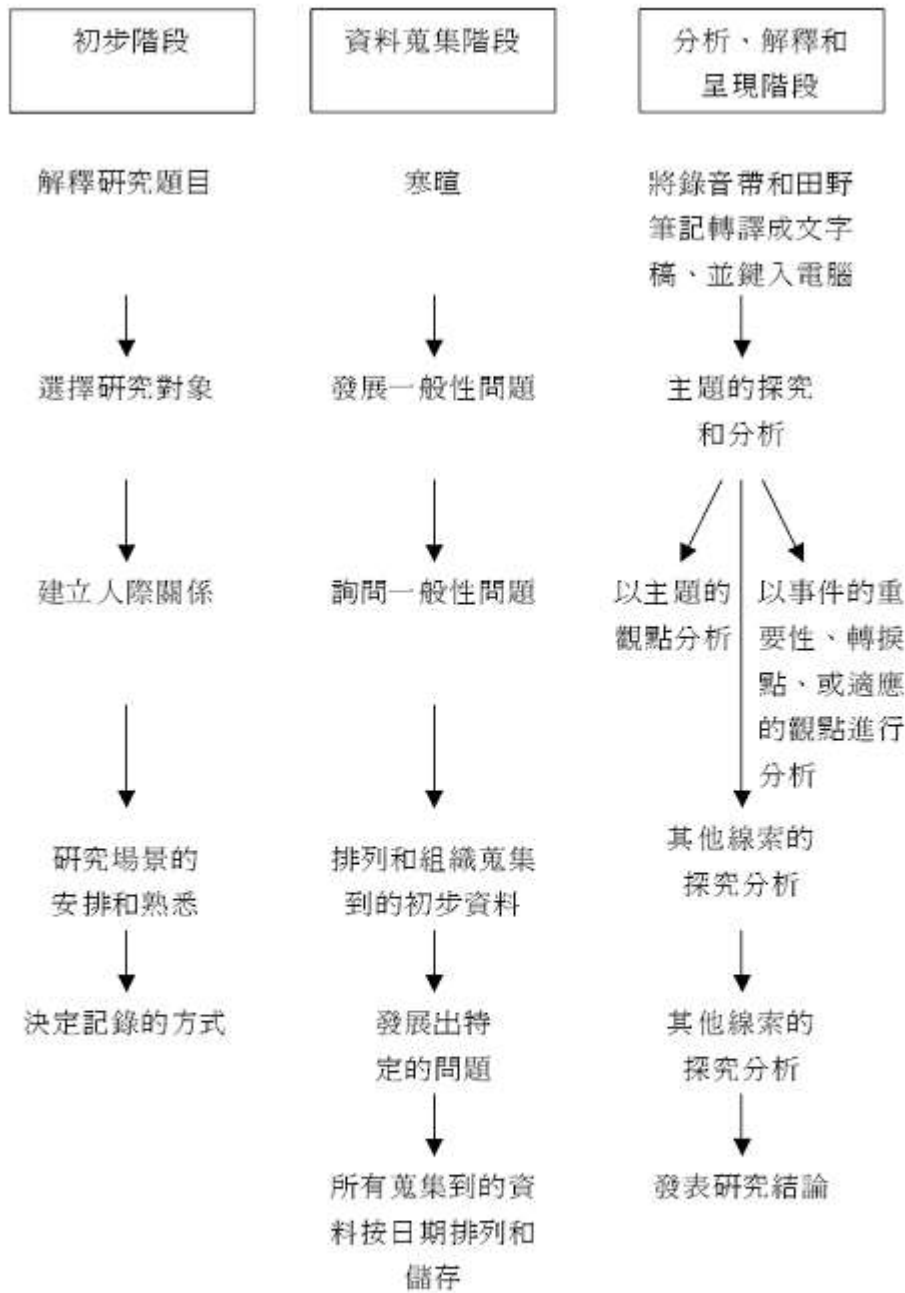 初步階段
資料蒐集階段
分析、解釋和
呈現階段
解釋研究題目
寒暄
將錄音帶和田野
筆記轉譯成文字
稿、並鍵入電腦
選擇研究對象
發展一般性問題
主題的探究
和分析
建立人際關係
詢問一般性問題
以主題的
觀點分析
以事件的重
要性、轉捩
點、或適應
的觀點進行
分析
研究場景的
安排和熟悉
排列和組織蒐集
到的初步資料
其他線索的
探究分析
決定記錄的方式
發展出特
定的問題
其他線索的
探究分析
所有蒐集到的資
料按日期排列和
儲存
發表研究結論